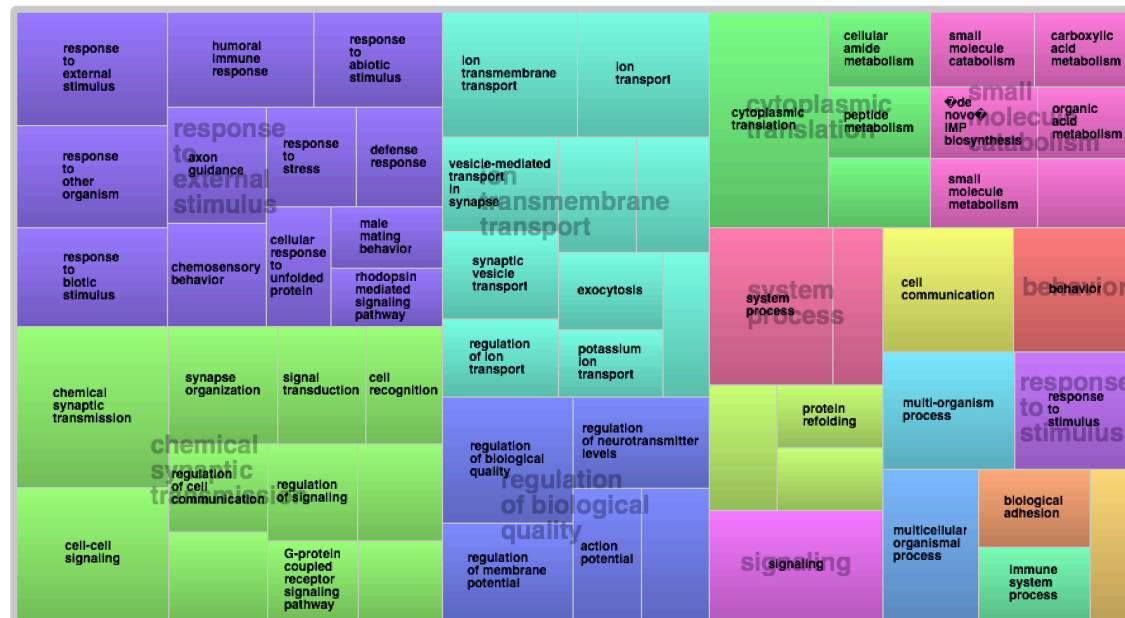 response
to
external
stimulus
humoral
immune
response
response
to
abiotic
stimulus
response
to
other
organism
axon
guidance
response
to
stress
defense
response
response
to
external
stimulus
response
to
biotic
stimulus
chemosensory
behavior
cellular
response
to
unfolded
protein
male
mating
behavior
rhodopsin
mediated
signaling
pathway
chemical
synaptic
transmission
synapse
organization
signal
transduction
cell
recognition
chemical
synaptic
transmission
regulation
of cell
communication
regulation
of signaling
cell-cell
signaling
G-protein
coupled
receptor
signaling
pathway
ion
transmembrane
transport
ion
transport
vesicle-mediated
transport
in
synapse
ion
transmembrane
transport
synaptic
vesicle
transport
exocytosis
regulation
of ion
transport
potassium
ion
transport
regulation
of biological
quality
regulation
of neurotransmitter
levels
regulation
of biological
quality
regulation
of membrane
potential
action
potential
cytoplasmic
translation
cytoplasmic
translation
cellular
amide
metabolism
peptide
metabolism
small
molecule
catabolism
carboxylic
acid
metabolism
small
molecule
catabolism
�de
novo�
IMP
biosynthesis
organic
acid
metabolism
small
molecule
metabolism
system
process
system
process
cell
communication
behavior
behavior
protein
refolding
multi-organism
process
response
to
stimulus
response
to
stimulus
signaling
signaling
multicellular
organismal
process
biological
adhesion
immune
system
process